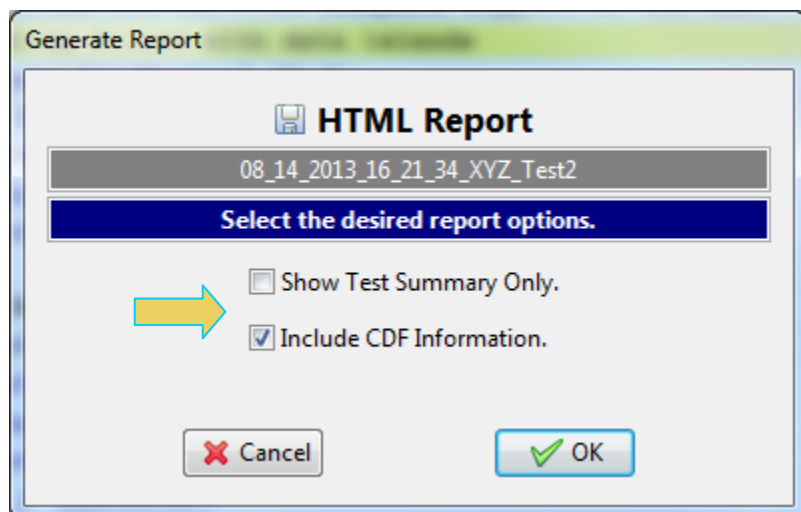 Generate Report
HTML Report
08_14_2013_16_21_34_XYZ_Test2
Select the desired report options.
Show Test Summary Only.
Include CDF Information.
Cancel
OK